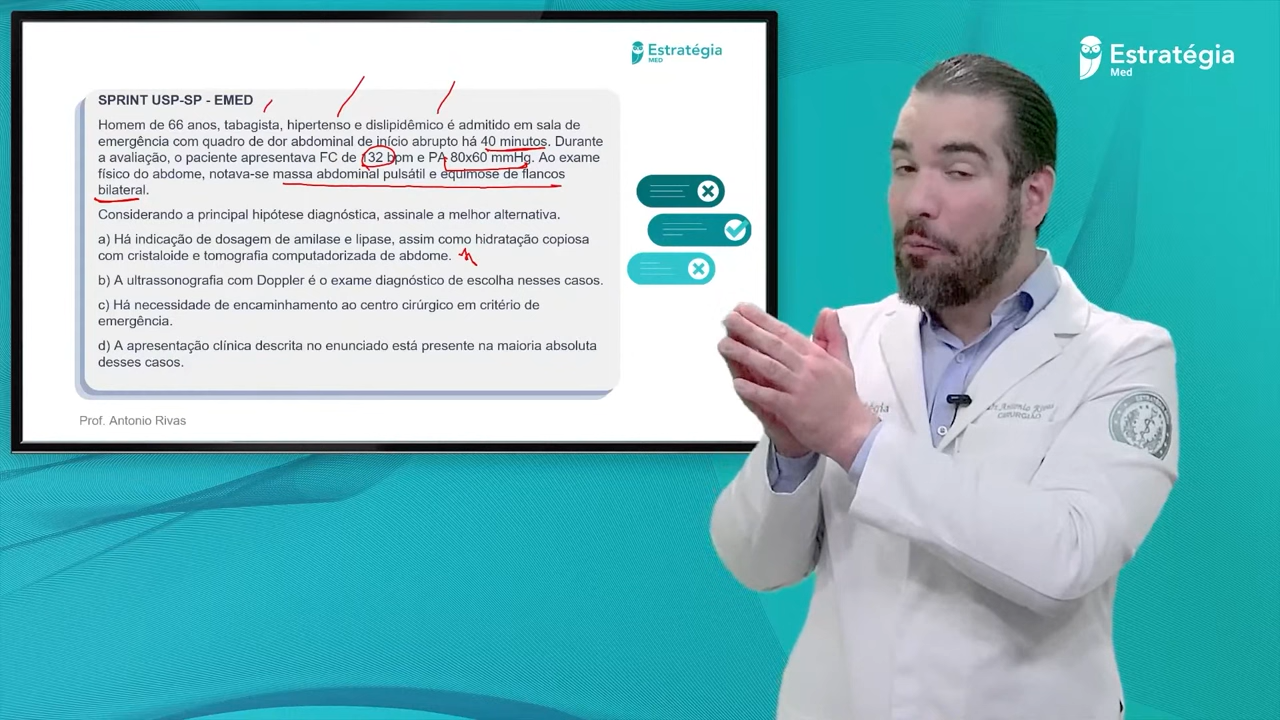 Estratégia
MED
SPRINT USP-SP - EMED
Homem de 66 anos, tabagista, hipertenso e dislipidêmico é admitido em sala de
emergência com quadro de dor abdominal de início abrupto há 40 minutos. Durante
a avaliação, o paciente apresentava FC de 132 bpm e PA 80x60 mmHg. Ao exame
físico do abdome, notava-se massa abdominal pulsátil e equimose de flancos
bilateral.
Considerando a principal hipótese diagnóstica, assinale a melhor alternativa.
a) Há indicação de dosagem de amilase e lipase, assim como hidratação copiosa
com cristaloide e tomografia computadorizada de abdome.
b) A ultrassonografia com Doppler é o exame diagnóstico de escolha nesses casos.
c) Há necessidade de encaminhamento ao centro cirúrgico em critério de
emergência.
d) A apresentação clínica descrita no enunciado está presente na maioria absoluta
desses casos.
Prof. Antonio Rivas
Estratégia
Med
Dr. Antonio Rivas
CIRURGIÃO